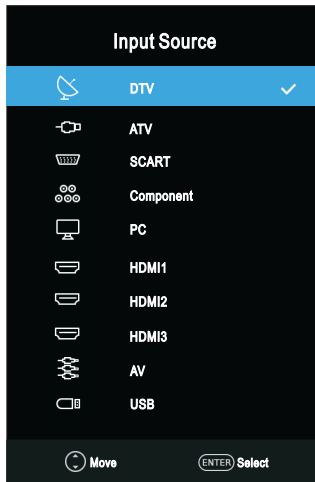 Input Source
DTV
ATV
SCART
Component
PC
HDMI1
HDMI2
HDMI3
AV
USB
Move ENTER Select